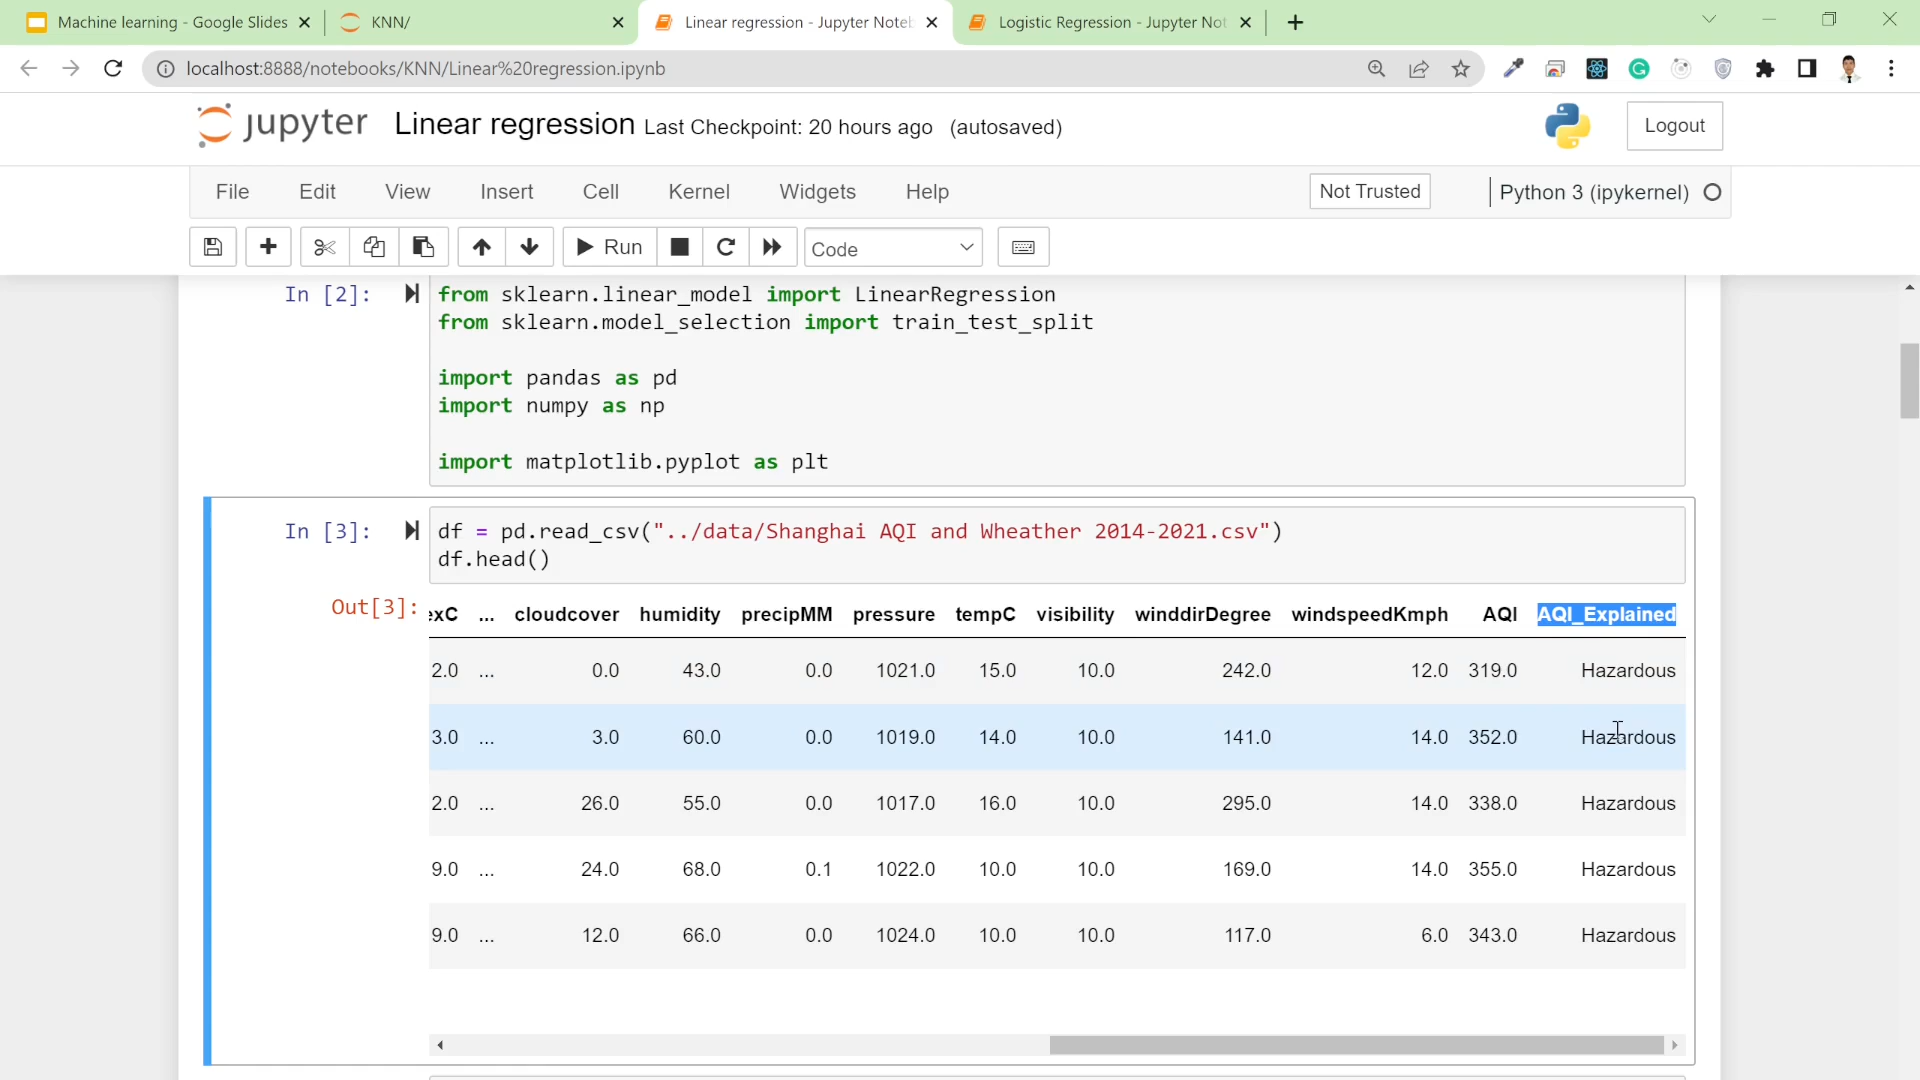 Machine learning - Google Slides
KNN/
Linear regression - Jupyter Noteb
Logistic Regression - Jupyter Not
localhost:8888/notebooks/KNN/Linear%20regression.ipynb
jupyter Linear regression Last Checkpoint: 20 hours ago (autosaved)
Logout
File Edit View Insert Cell Kernel Widgets Help
Not Trusted
Python 3 (ipykernel)
Run
Code
In [2]:
from sklearn.linear_model import LinearRegression
from sklearn.model_selection import train_test_split
import pandas as pd
import numpy as np
import matplotlib.pyplot as plt
In [3]:
df = pd.read_csv("../data/Shanghai AQI and Wheather 2014-2021.csv")
df.head()
Out[3]:
exC ... cloudcover humidity precipMM pressure tempC visibility winddirDegree windspeedKmph AQI AQI_Explained
2.0 ... 0.0 43.0 0.0 1021.0 15.0 10.0 242.0 12.0 319.0 Hazardous
3.0 ... 3.0 60.0 0.0 1019.0 14.0 10.0 141.0 14.0 352.0 Hazardous
2.0 ... 26.0 55.0 0.0 1017.0 16.0 10.0 295.0 14.0 338.0 Hazardous
9.0 ... 24.0 68.0 0.1 1022.0 10.0 10.0 169.0 14.0 355.0 Hazardous
9.0 ... 12.0 66.0 0.0 1024.0 10.0 10.0 117.0 6.0 343.0 Hazardous